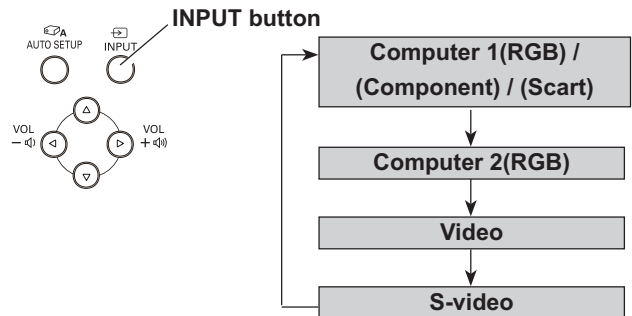 INPUT button
A
AUTO SETUP
INPUT
VOL
–
VOL
+
Computer 1(RGB) /
(Component) / (Scart)
Computer 2(RGB)
Video
S-video